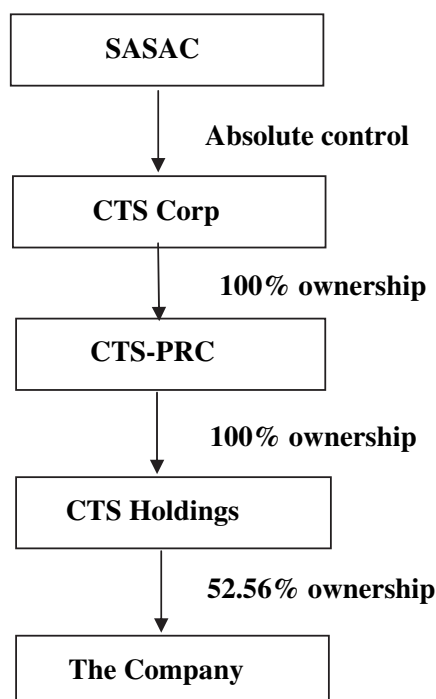 SASAC
Absolute control
CTS Corp
100% ownership
CTS-PRC
100% ownership
CTS Holdings
52.56% ownership
The Company